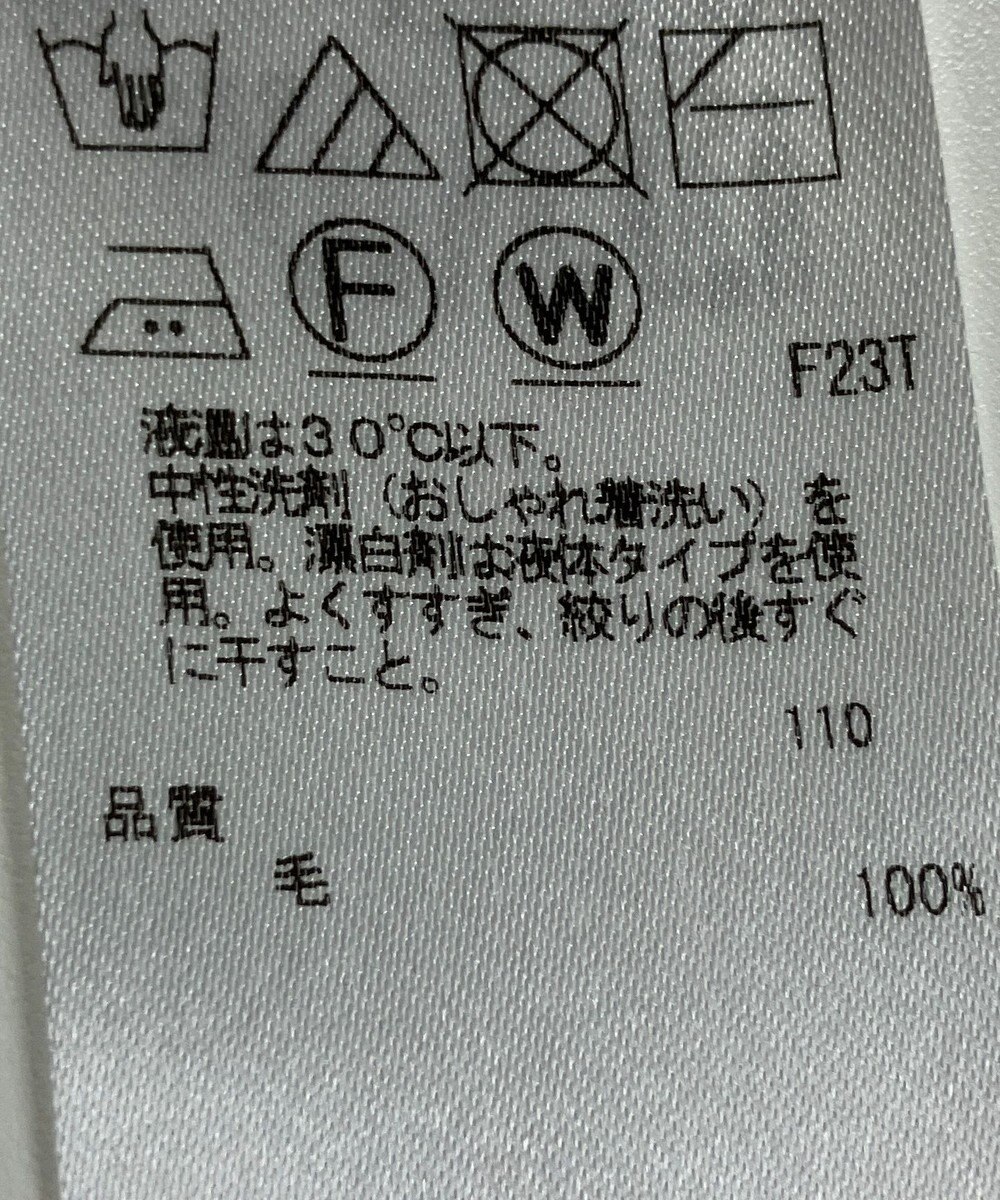 F
W
F23T
液温は30℃以下。
中性洗剤（おしゃれ着洗い）を
使用。漂白剤は液体タイプを使
用。よくすすぎ、絞りの後すぐ
に干すこと。
110
品質
毛 100%